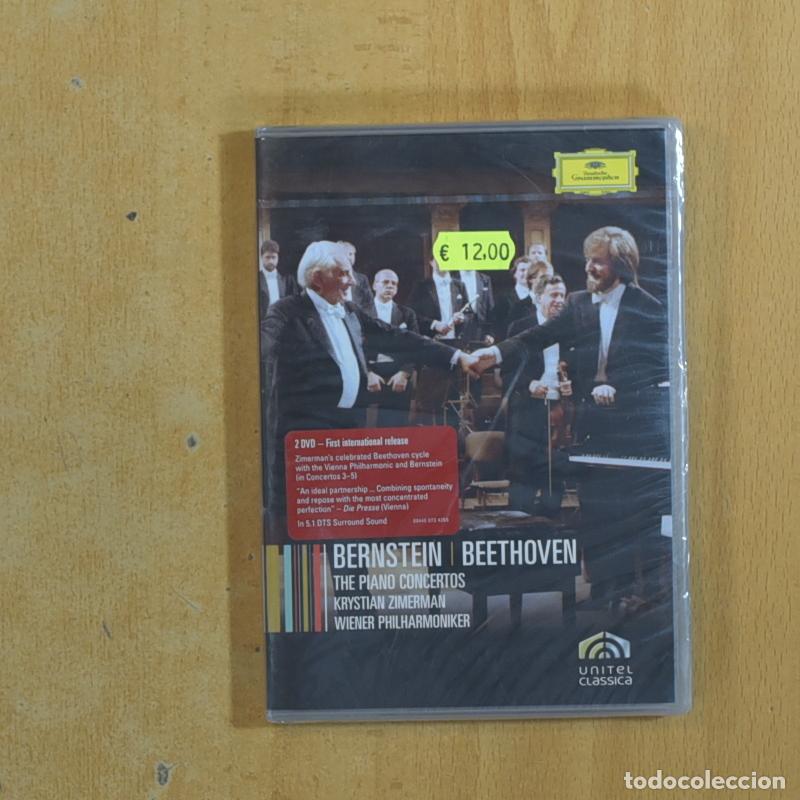 Deutsche
Grammophon
€ 12,00
2 DVD – First international release
Zimerman's celebrated Beethoven cycle
with the Vienna Philharmonic and Bernstein
(in Concertos 3–5)
"An ideal partnership ... Combining spontaneity
and repose with the most concentrated
perfection" – Die Presse (Vienna)
In 5.1 DTS Surround Sound
BERNSTEIN | BEETHOVEN
THE PIANO CONCERTOS
KRYSTIAN ZIMERMAN
WIENER PHILHARMONIKER
UNITEL
CLASSICA
todocoleccion